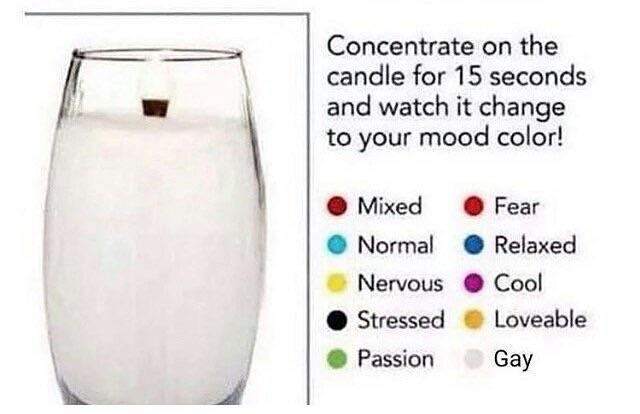 Concentrate on the
candle for 15 seconds
and watch it change
to your mood color!
Mixed
Fear
Normal
Relaxed
Nervous
Cool
Stressed
Loveable
Passion
Gay